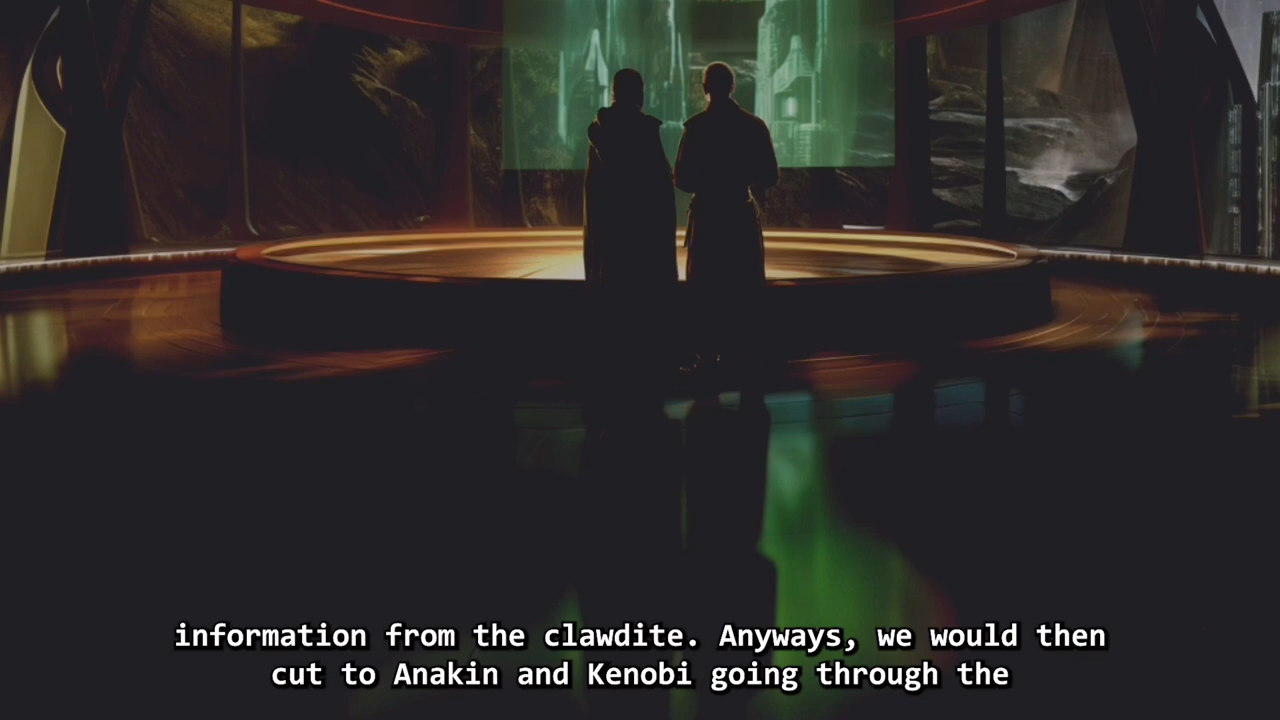 information from the clawdite. Anyways, we would then
cut to Anakin and Kenobi going through the